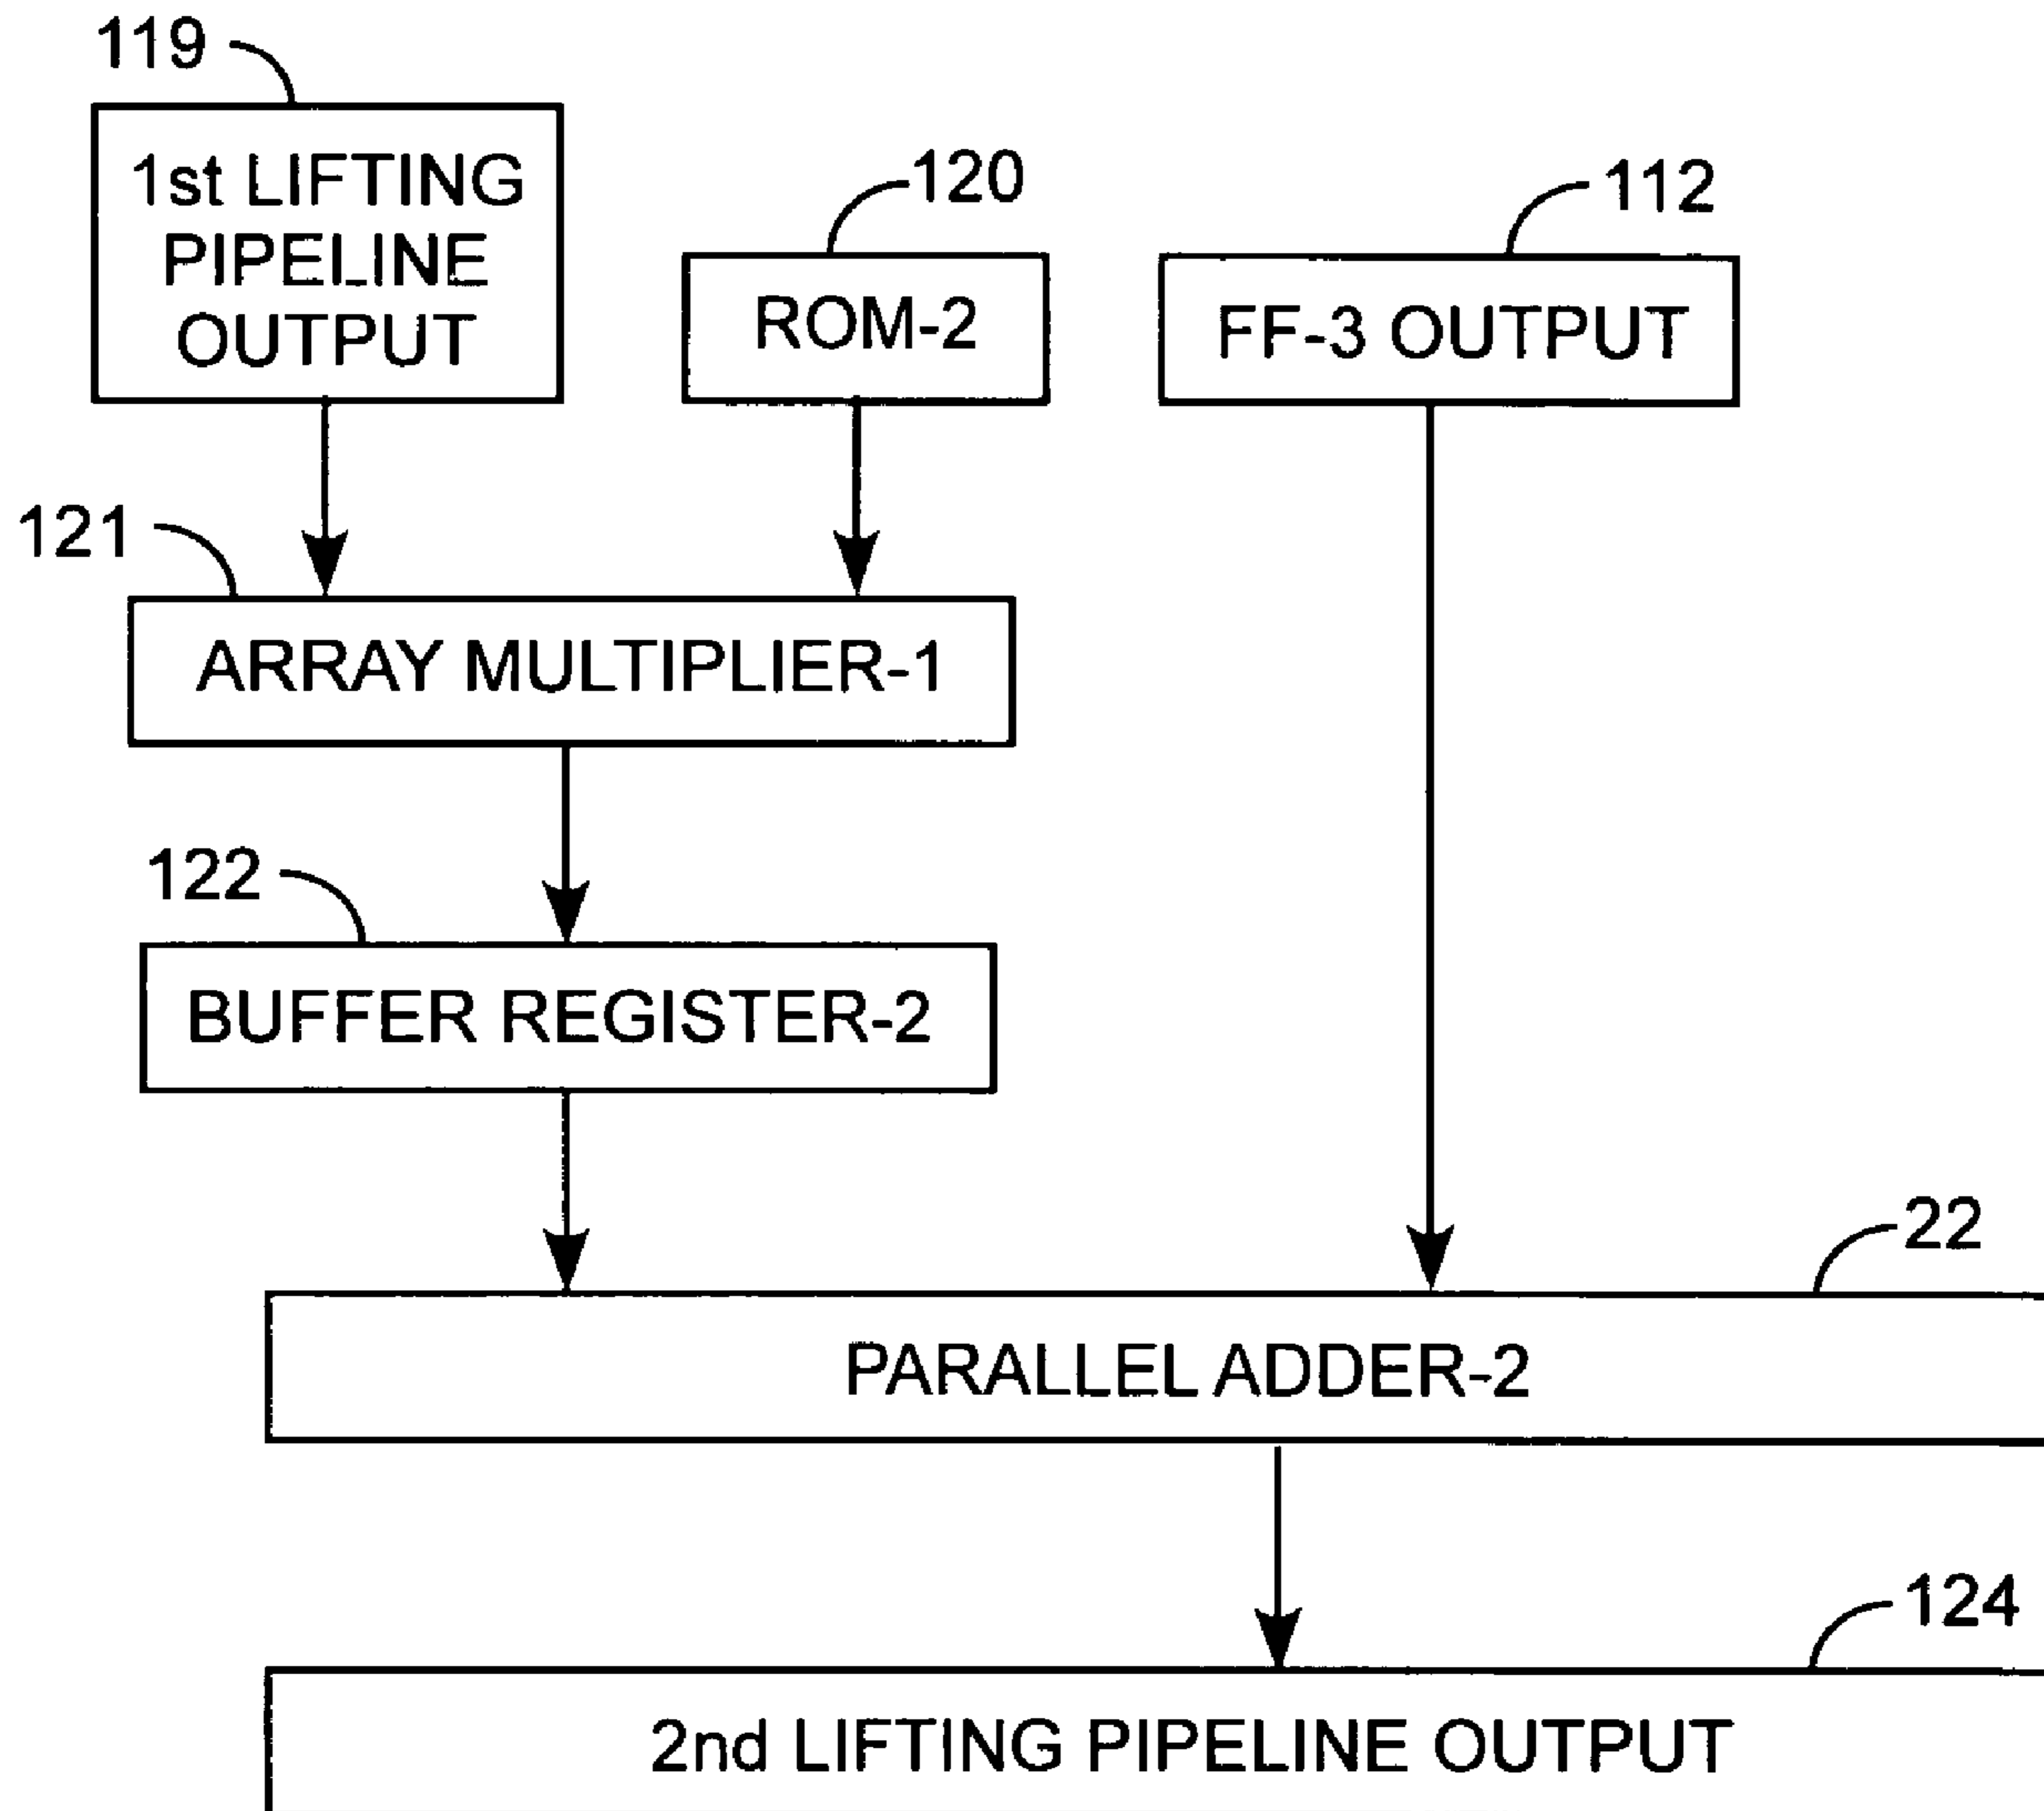 119
1st LIFTING
PIPELINE
OUTPUT
120
ROM-2
112
FF-3 OUTPUT
121
ARRAY MULTIPLIER-1
122
BUFFER REGISTER-2
22
PARALLEL ADDER-2
124
2nd LIFTING PIPELINE OUTPUT